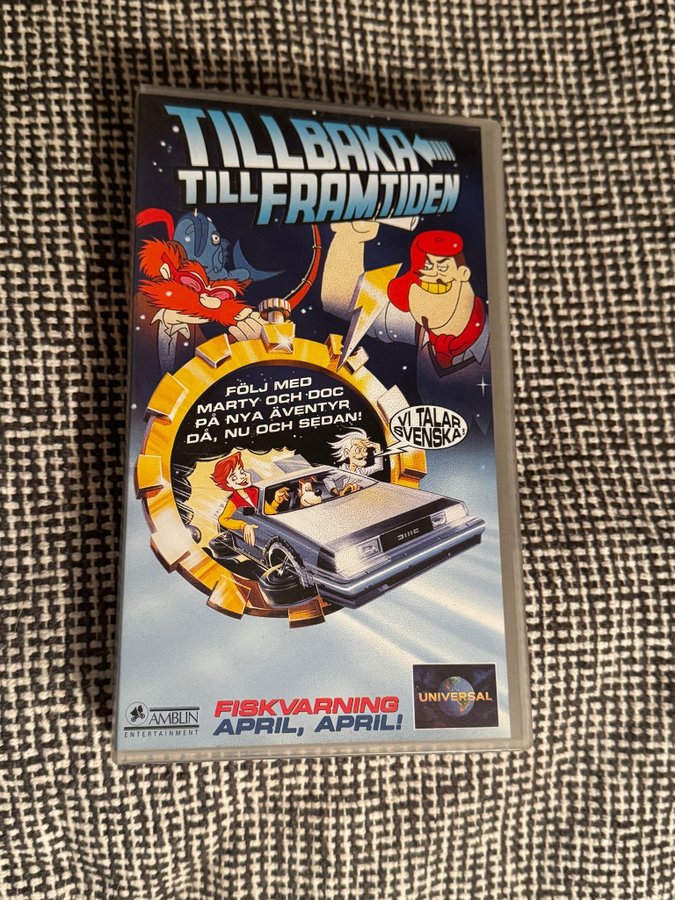 TILLBAKA
TILL FRAMTIDEN
FÖLJ MED
MARTY OCH DOC
PÅ NYA ÄVENTYR
DÅ, NU OCH SEDAN!
VI TALAR
SVENSKA!
DMC
FISKVARNING
APRIL, APRIL!
AMBLIN
ENTERTAINMENT
UNIVERSAL